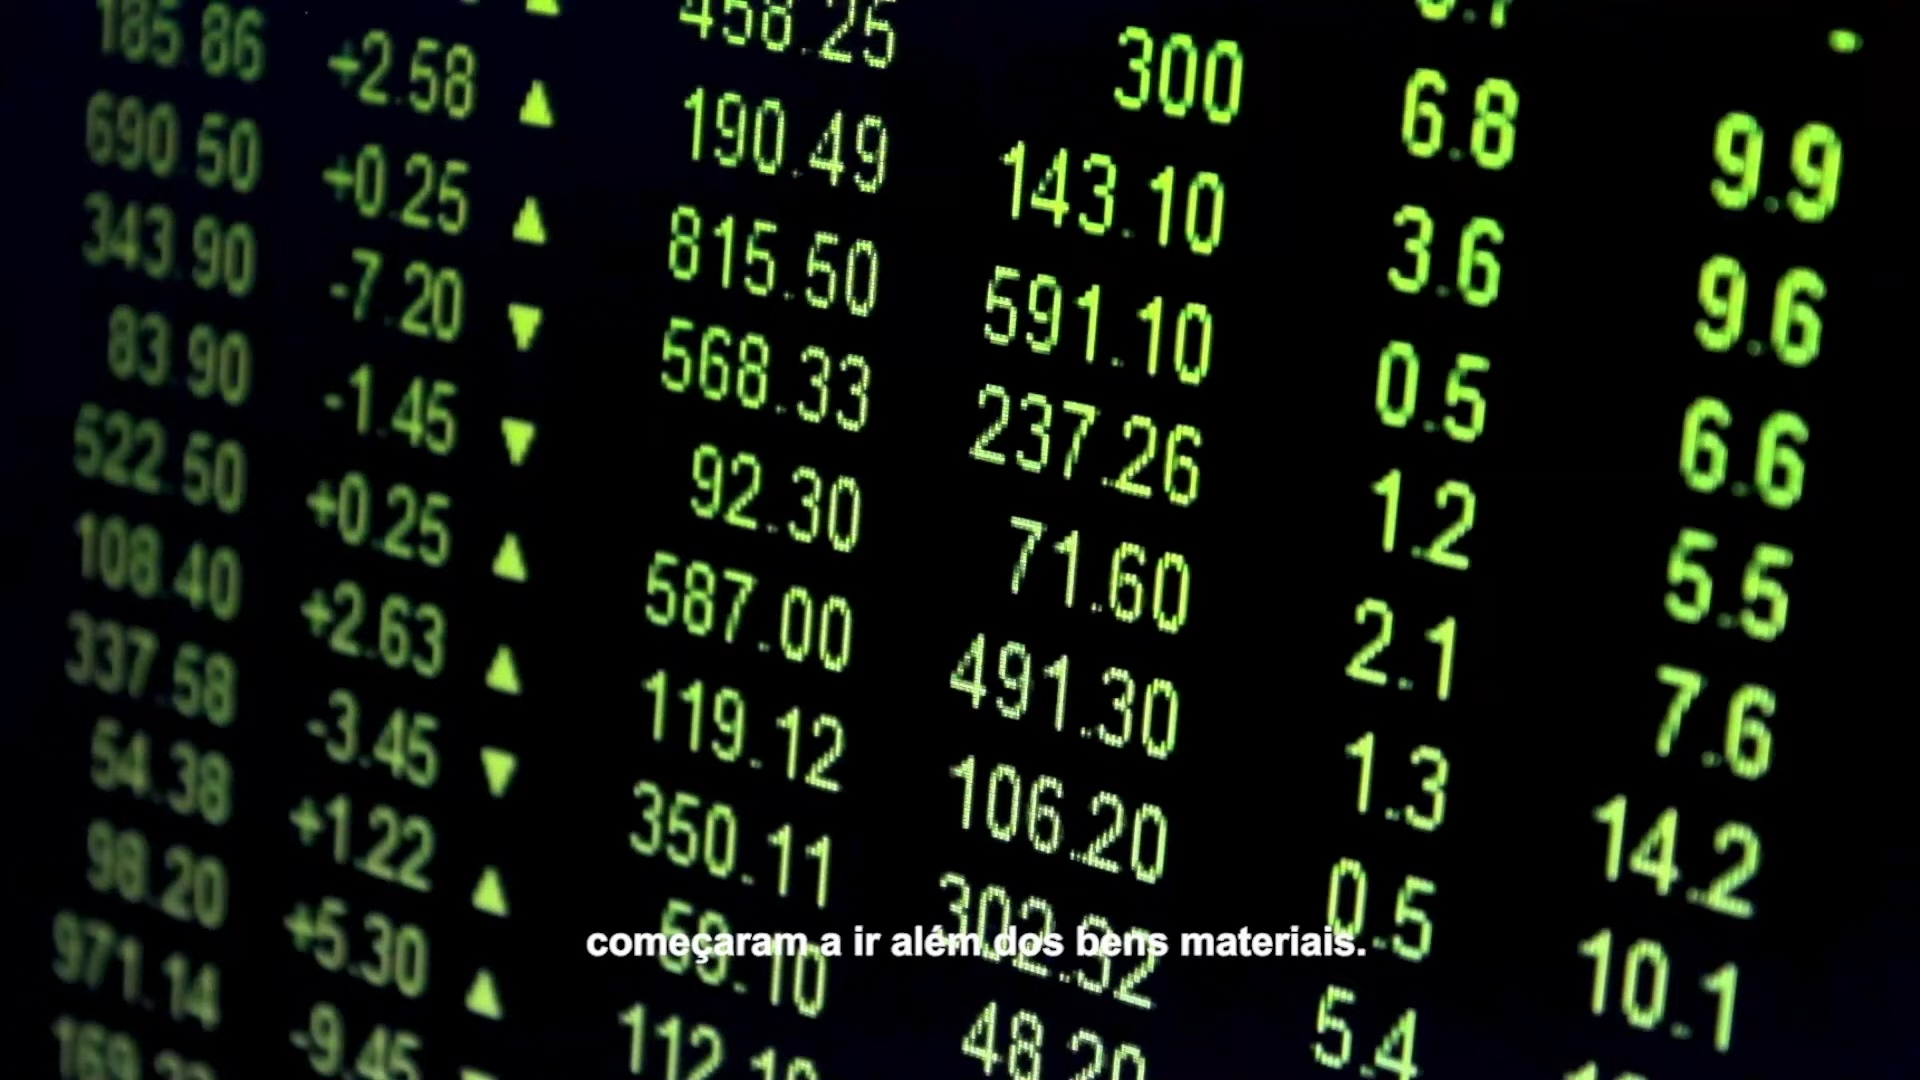 458.25 300 6.8 9.9
185.86 +2.58 ▲ 190.49 143.10 3.6 9.6
690.50 +0.25 ▲ 815.50 591.10 0.5 6.6
343.90 -7.20 ▼ 568.33 237.26 1.2 5.5
83.90 -1.45 ▼ 92.30 71.60 2.1 7.6
522.50 +0.25 ▲ 587.00 491.30 1.3 14.2
108.40 +2.63 ▲ 119.12 106.20 0.5 10.1
337.58 -3.45 ▼ 350.11 302.52 5.4
54.38 +1.22 ▲ 59.10 48.20
98.20 +5.30 ▲
971.14 -9.45
começaram a ir além dos bens materiais.